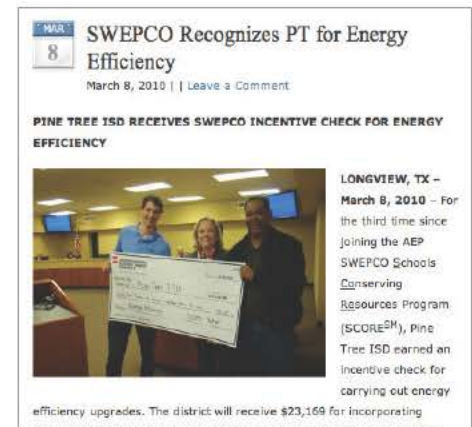 MAR
8
SWEPCO Recognizes PT for Energy
Efficiency
March 8, 2010 | | Leave a Comment
PINE TREE ISD RECEIVES SWEPCO INCENTIVE CHECK FOR ENERGY
EFFICIENCY
LONGVIEW, TX –
March 8, 2010 – For
the third time since
joining the AEP
SWEPCO Schools
Conserving
Resources Program
(SCORE℠), Pine
Tree ISD earned an
incentive check for
carrying out energy
efficiency upgrades. The district will receive $23,169 for incorporating